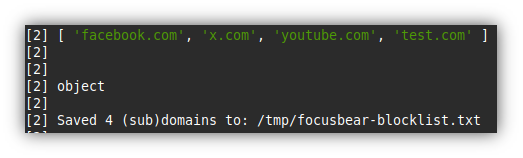 [2] [ 'facebook.com', 'x.com', 'youtube.com', 'test.com' ]
[2]
[2]
[2] object
[2]
[2] Saved 4 (sub)domains to: /tmp/focusbear-blocklist.txt